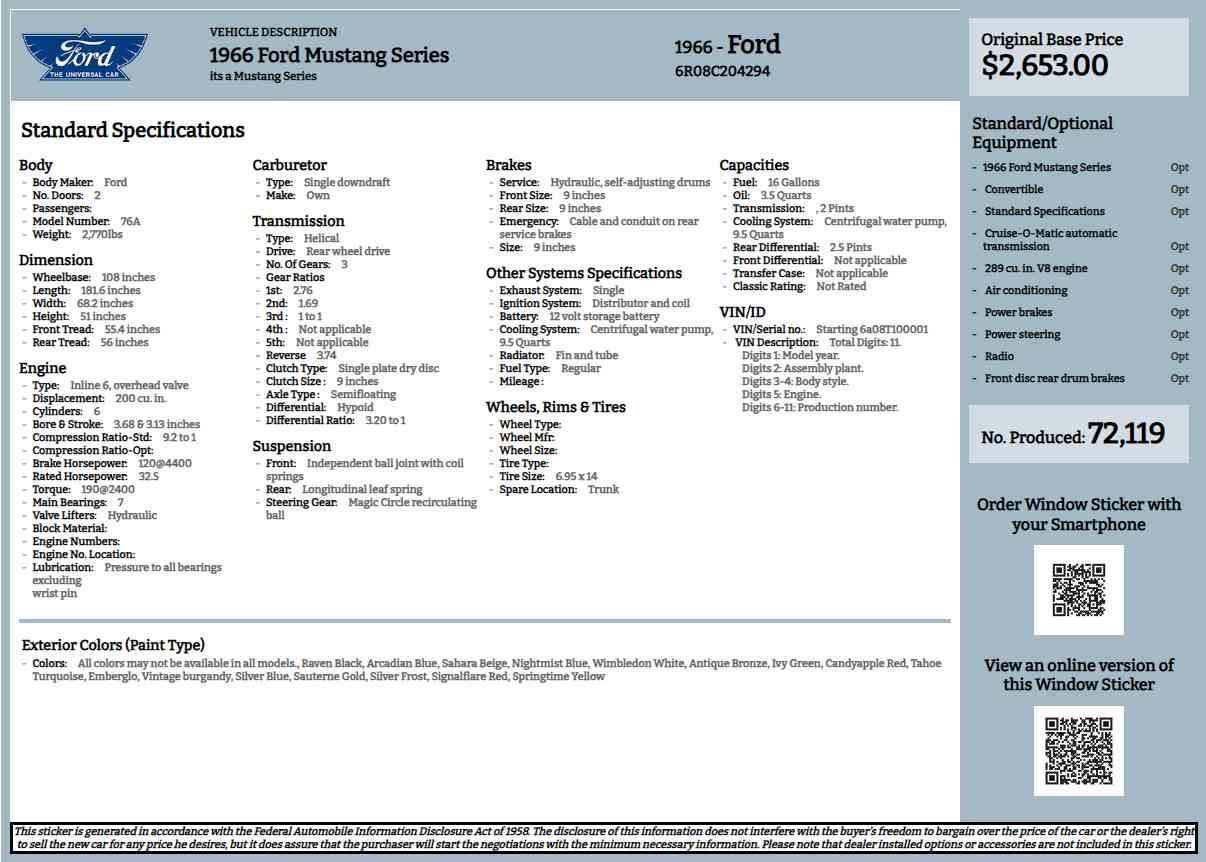 Ford
THE UNIVERSAL CAR
VEHICLE DESCRIPTION
1966 Ford Mustang Series
its a Mustang Series
1966 - Ford
6R08C204294
Original Base Price
$2,653.00
Standard Specifications
Body
- Body Maker: Ford
- No. Doors: 2
- Passengers:
- Model Number: 76A
- Weight: 2,770lbs
Dimension
- Wheelbase: 108 inches
- Length: 181.6 inches
- Width: 68.2 inches
- Height: 51 inches
- Front Tread: 55.4 inches
- Rear Tread: 56 inches
Engine
- Type: Inline 6, overhead valve
- Displacement: 200 cu. in.
- Cylinders: 6
- Bore & Stroke: 3.68 & 3.13 inches
- Compression Ratio-Std: 9.2 to 1
- Compression Ratio-Opt:
- Brake Horsepower: 120@4400
- Rated Horsepower: 32.5
- Torque: 190@2400
- Main Bearings: 7
- Valve Lifters: Hydraulic
- Block Material:
- Engine Numbers:
- Engine No. Location:
- Lubrication: Pressure to all bearings
excluding
wrist pin
Carburetor
- Type: Single downdraft
- Make: Own
Transmission
- Type: Helical
- Drive: Rear wheel drive
- No. Of Gears: 3
- Gear Ratios
- 1st: 2.76
- 2nd: 1.69
- 3rd : 1 to 1
- 4th : Not applicable
- 5th: Not applicable
- Reverse 3.74
- Clutch Type: Single plate dry disc
- Clutch Size : 9 inches
- Axle Type : Semifloating
- Differential: Hypoid
- Differential Ratio: 3.20 to 1
Suspension
- Front: Independent ball joint with coil
springs
- Rear: Longitudinal leaf spring
- Steering Gear: Magic Circle recirculating
ball
Brakes
- Service: Hydraulic, self-adjusting drums
- Front Size: 9 inches
- Rear Size: 9 inches
- Emergency: Cable and conduit on rear
service brakes
- Size: 9 inches
Other Systems Specifications
- Exhaust System: Single
- Ignition System: Distributor and coil
- Battery: 12 volt storage battery
- Cooling System: Centrifugal water pump,
9.5 Quarts
- Radiator: Fin and tube
- Fuel Type: Regular
- Mileage :
Wheels, Rims & Tires
- Wheel Type:
- Wheel Mfr:
- Wheel Size:
- Tire Type:
- Tire Size: 6.95 x 14
- Spare Location: Trunk
Capacities
- Fuel: 16 Gallons
- Oil: 3.5 Quarts
- Transmission: , 2 Pints
- Cooling System: Centrifugal water pump,
9.5 Quarts
- Rear Differential: 2.5 Pints
- Front Differential: Not applicable
- Transfer Case: Not applicable
- Classic Rating: Not Rated
VIN/ID
- VIN/Serial no.: Starting 6a08T100001
- VIN Description: Total Digits: 11.
Digits 1: Model year.
Digits 2: Assembly plant.
Digits 3-4: Body style.
Digits 5: Engine.
Digits 6-11: Production number.
Exterior Colors (Paint Type)
- Colors: All colors may not be available in all models., Raven Black, Arcadian Blue, Sahara Beige, Nightmist Blue, Wimbledon White, Antique Bronze, Ivy Green, Candyapple Red, Tahoe
Turquoise, Emberglo, Vintage burgandy, Silver Blue, Sauterne Gold, Silver Frost, Signalflare Red, Springtime Yellow
Standard/Optional
Equipment
- 1966 Ford Mustang Series Opt
- Convertible Opt
- Standard Specifications Opt
- Cruise-O-Matic automatic
transmission Opt
- 289 cu. in. V8 engine Opt
- Air conditioning Opt
- Power brakes Opt
- Power steering Opt
- Radio Opt
- Front disc rear drum brakes Opt
No. Produced: 72,119
Order Window Sticker with
your Smartphone
View an online version of
this Window Sticker
This sticker is generated in accordance with the Federal Automobile Information Disclosure Act of 1958. The disclosure of this information does not interfere with the buyer's freedom to bargain over the price of the car or the dealer's right
to sell the new car for any price he desires, but it does assure that the purchaser will start the negotiations with the minimum necessary information. Please note that dealer installed options or accessories are not included in this sticker.